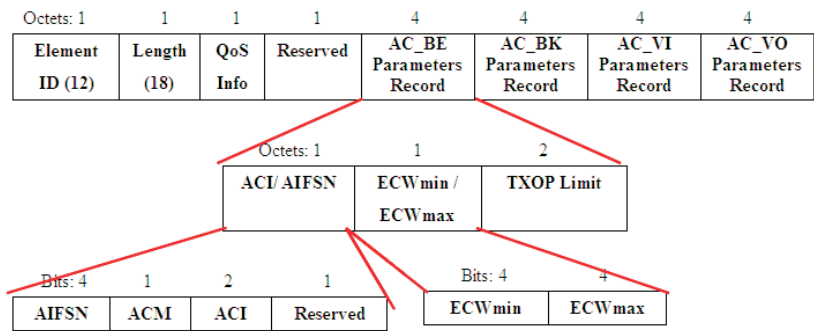 Octets: 1 1 1 1 4 4 4 4
Element ID (12) Length (18) QoS Info Reserved AC_BE Parameters Record AC_BK Parameters Record AC_VI Parameters Record AC_VO Parameters Record
Octets: 1 1 2
ACI/ AIFSN ECWmin / ECWmax TXOP Limit
Bits: 4 1 2 1
AIFSN ACM ACI Reserved
Bits: 4 4
ECWmin ECWmax